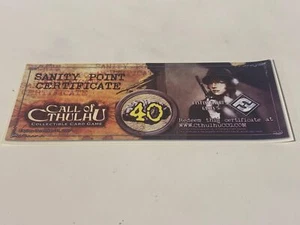 SANITY POINT
CERTIFICATE
CALL OF
CTHULHU
COLLECTIBLE CARD GAME
40
Redeem this certificate at
WWW.CTHULHUCCG.COM